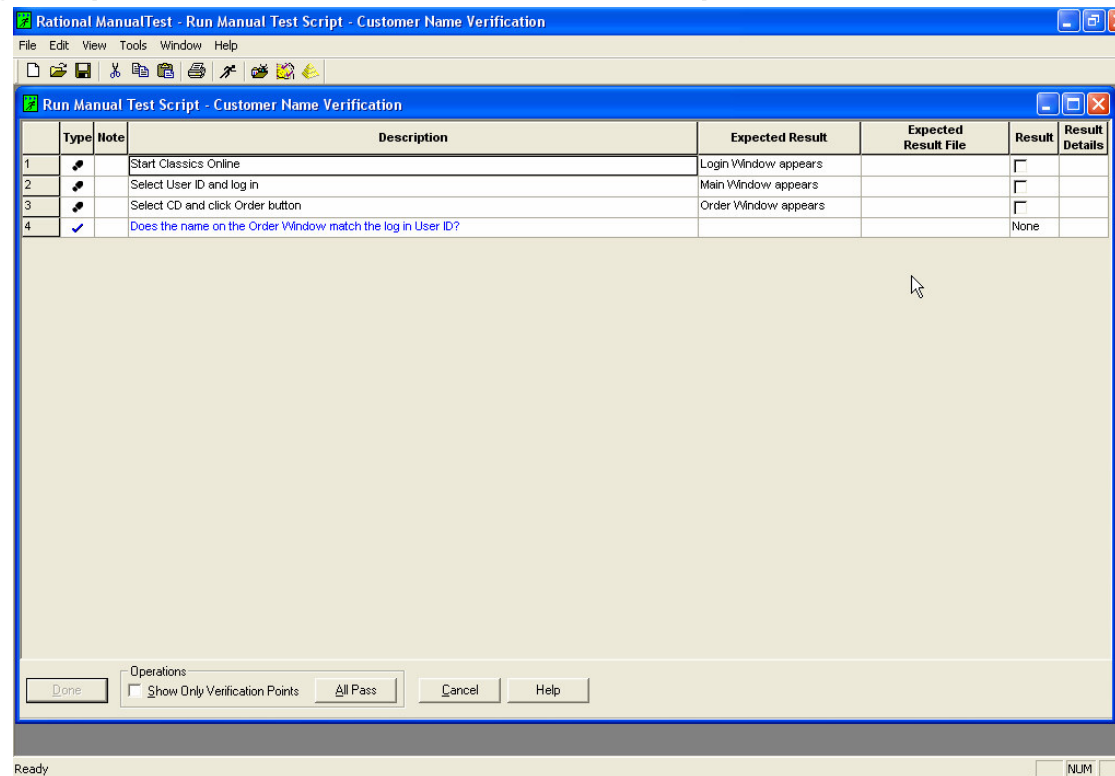 Rational ManualTest - Run Manual Test Script - Customer Name Verification
File Edit View Tools Window Help
Run Manual Test Script - Customer Name Verification
Type Note Description Expected Result Expected Result File Result Result Details
1 Start Classics Online Login Window appears
2 Select User ID and log in Main Window appears
3 Select CD and click Order button Order Window appears
4 Does the name on the Order Window match the log in User ID? None
Operations
Done Show Only Verification Points All Pass Cancel Help
Ready NUM